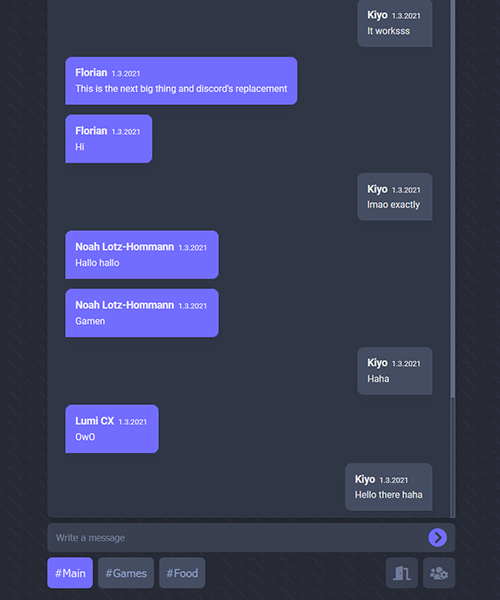 Kiyo 1.3.2021
It worksss
Florian 1.3.2021
This is the next big thing and discord's replacement
Florian 1.3.2021
Hi
Kiyo 1.3.2021
lmao exactly
Noah Lotz-Hommann 1.3.2021
Hallo hallo
Noah Lotz-Hommann 1.3.2021
Gamen
Kiyo 1.3.2021
Haha
Lumi CX 1.3.2021
OwO
Kiyo 1.3.2021
Hello there haha
Write a message
#Main #Games #Food